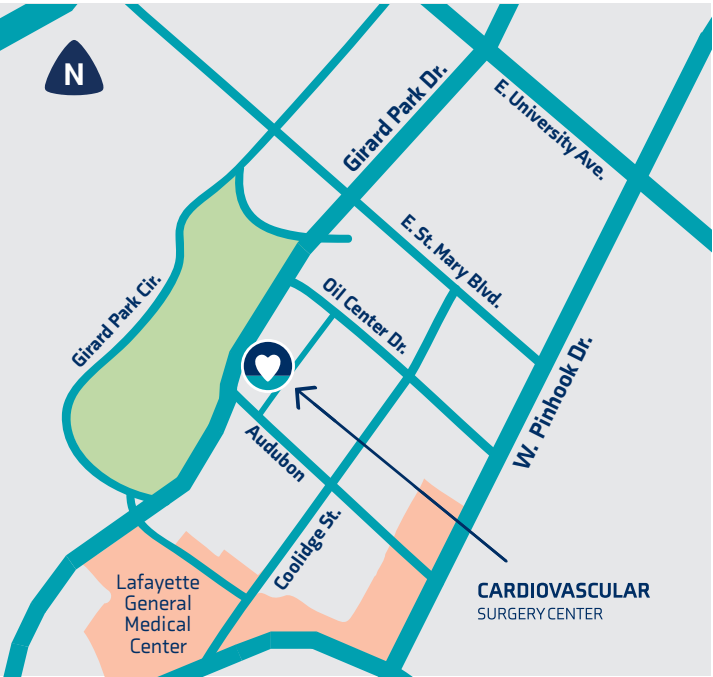 N
Girard Park Dr.
E. University Ave.
E. St. Mary Blvd.
Girard Park Cir.
Oil Center Dr.
W. Pinhook Dr.
Audubon
Coolidge St.
Lafayette
General
Medical
Center
CARDIOVASCULAR
SURGERY CENTER